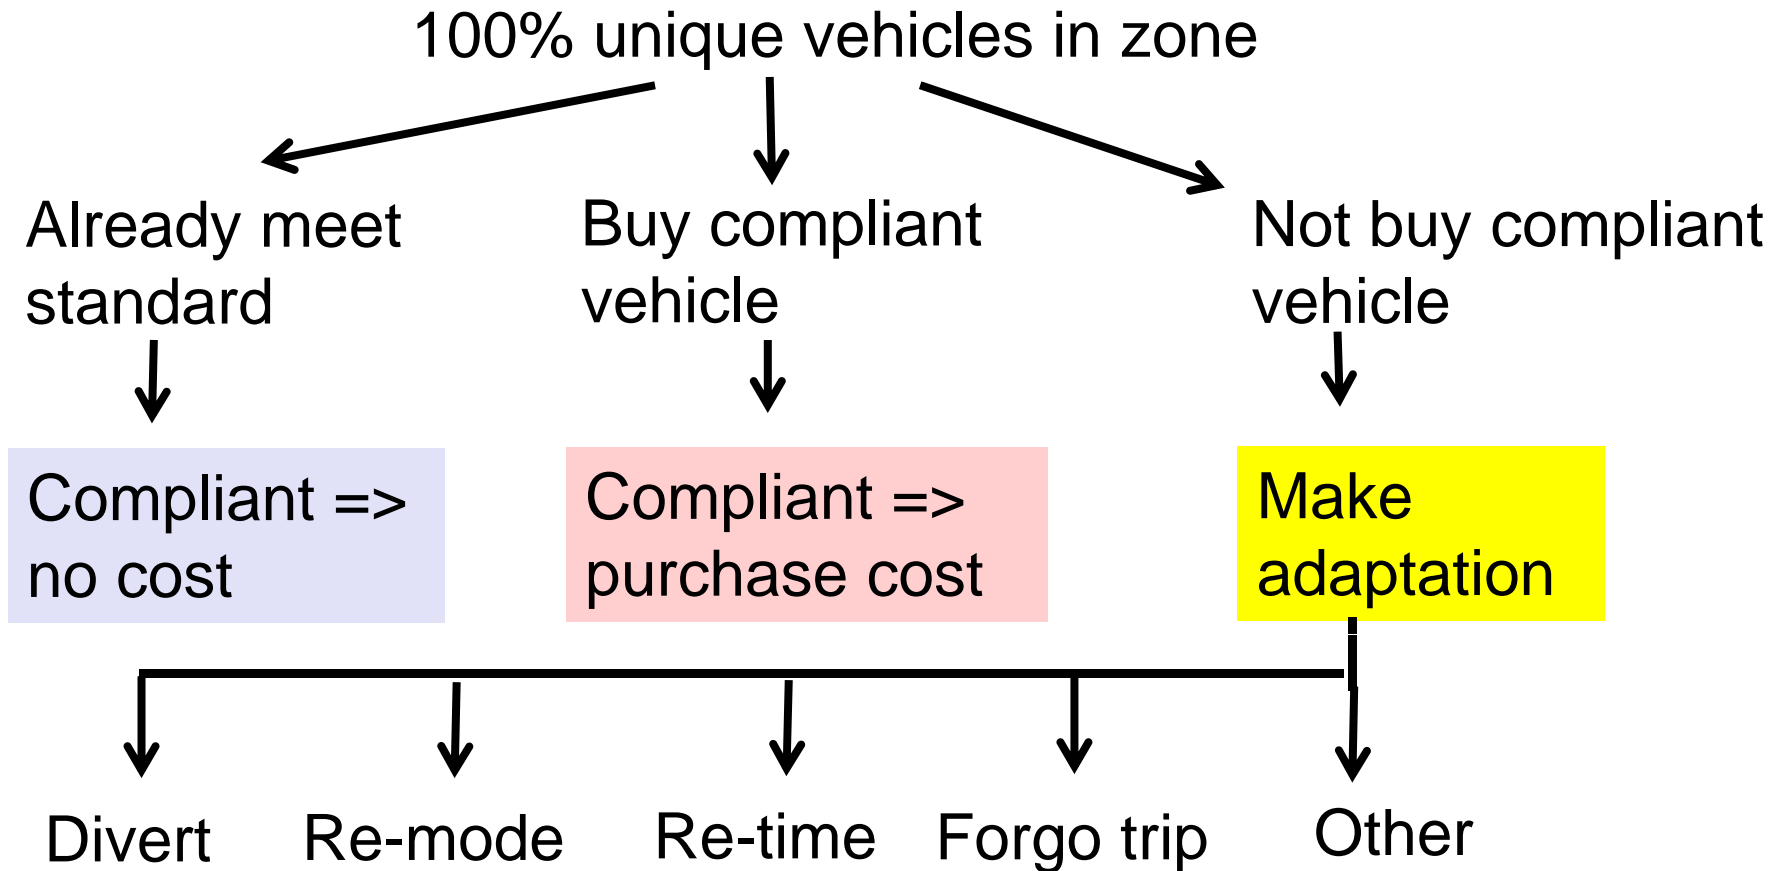 100% unique vehicles in zone
Already meet
standard
Buy compliant
vehicle
Not buy compliant
vehicle
Compliant =>
no cost
Compliant =>
purchase cost
Make
adaptation
Divert
Re-mode
Re-time
Forgo trip
Other